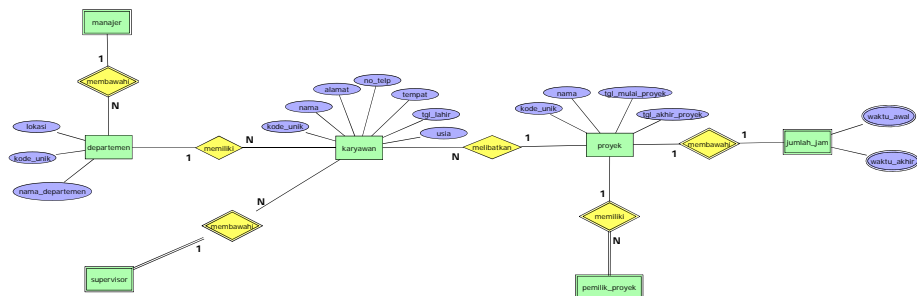 manajer
1
membawahi
N
lokasi
kode_unik
nama_departemen
departemen
1
memiliki
N
kode_unik
nama
alamat
no_telp
tempat
tgl_lahir
usia
karyawan
N
melibatkan
1
kode_unik
nama
tgl_mulai_proyek
tgl_akhir_proyek
proyek
1
membawahi
1
jumlah_jam
waktu_awal
waktu_akhir
N
membawahi
1
supervisor
1
memiliki
N
pemilik_proyek